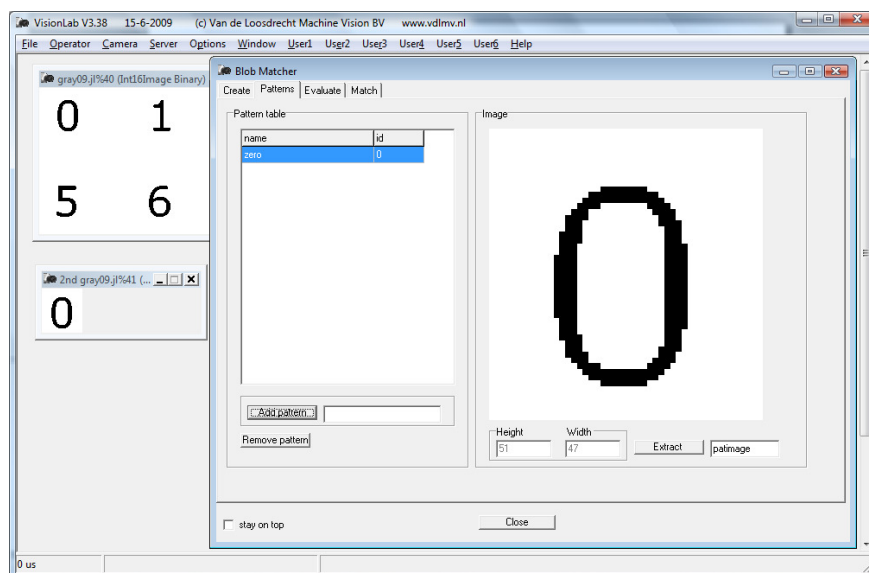 VisionLab V3.38 15-6-2009 (c) Van de Loosdrecht Machine Vision BV www.vdlmv.nl
File Operator Camera Server Options Window User1 User2 User3 User4 User5 User6 Help
gray09.jl%40 (Int16Image Binary)
0 1
5 6
2nd gray09.jl%41 (...
0
Blob Matcher
Create Patterns Evaluate Match
Pattern table
name id
zero 0
Add pattern
Remove pattern
Image
0
Height Width
51 47 Extract patimage
stay on top Close
0 us